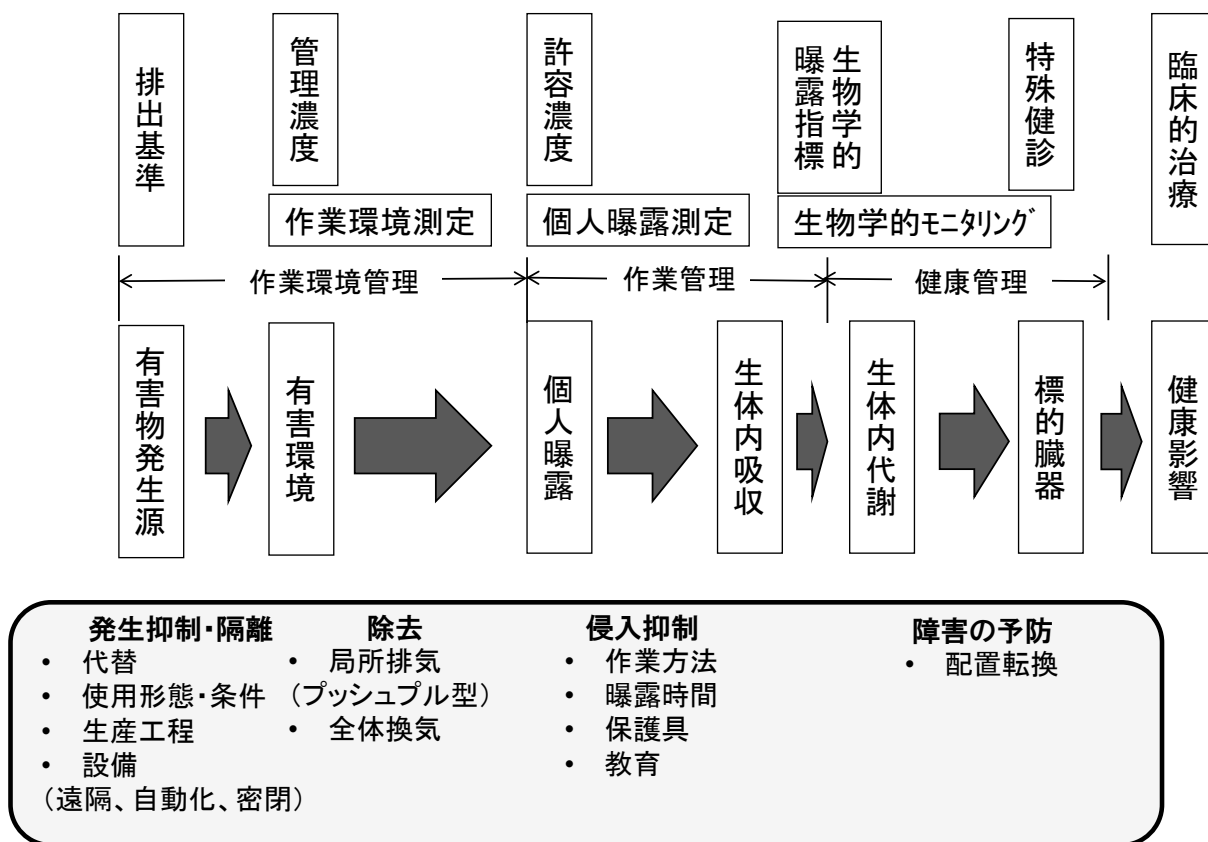 排出基準
管理濃度
許容濃度
生物学的
曝露指標
特殊健診
臨床的治療
作業環境測定
個人曝露測定
生物学的ﾓﾆﾀﾘﾝｸﾞ
作業環境管理
作業管理
健康管理
有害物発生源
有害環境
個人曝露
生体内吸収
生体内代謝
標的臓器
健康影響
発生抑制・隔離
• 代替
• 使用形態・条件
• 生産工程
• 設備
（遠隔、自動化、密閉）
除去
• 局所排気
（プッシュプル型）
• 全体換気
侵入抑制
• 作業方法
• 曝露時間
• 保護具
• 教育
障害の予防
• 配置転換